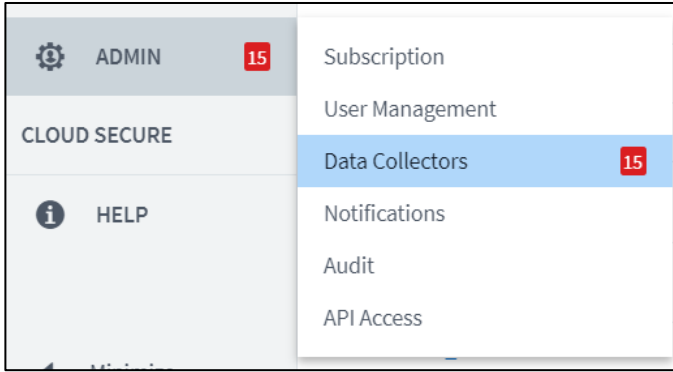 ADMIN 15
CLOUD SECURE
HELP
Subscription
User Management
Data Collectors 15
Notifications
Audit
API Access